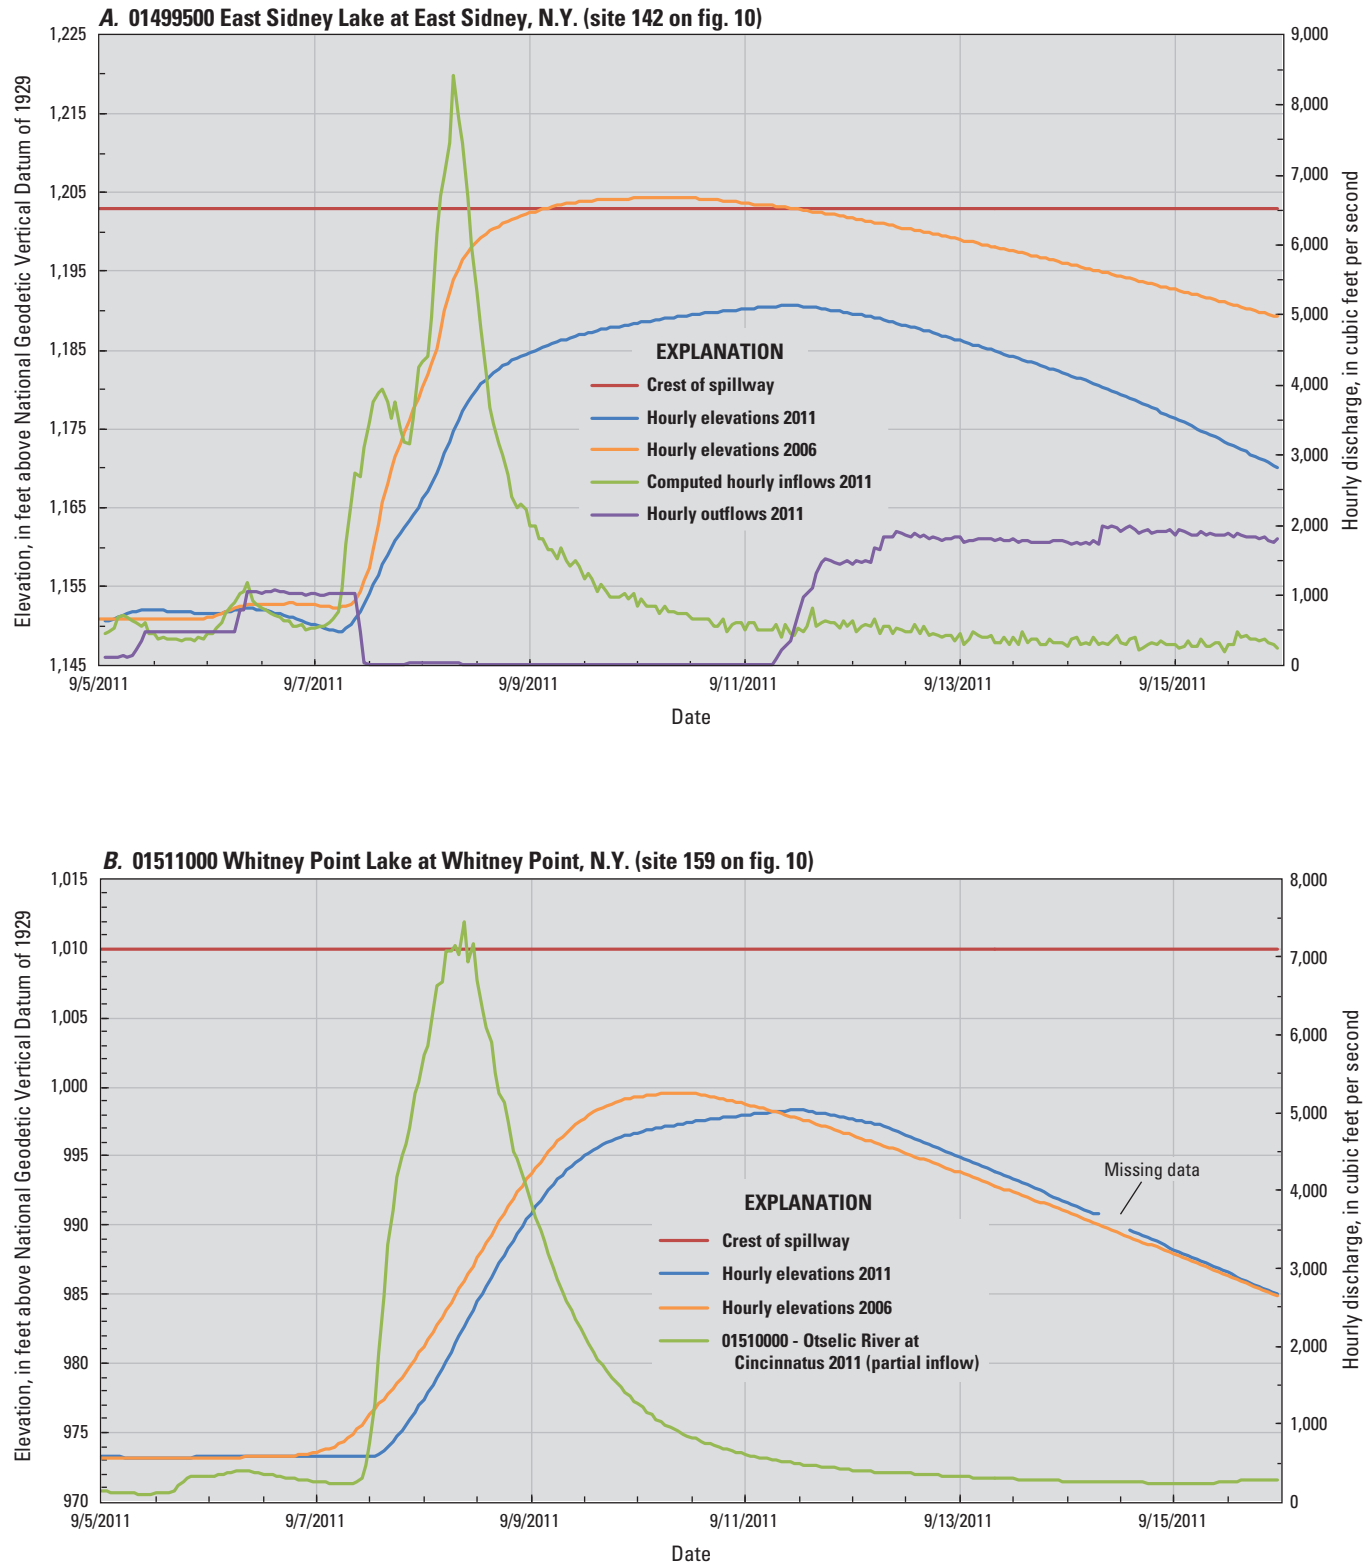 A. 01499500 East Sidney Lake at East Sidney, N.Y. (site 142 on fig. 10)
Elevation, in feet above National Geodetic Vertical Datum of 1929
1,225
1,215
1,205
1,195
1,185
1,175
1,165
1,155
1,145
EXPLANATION
Crest of spillway
Hourly elevations 2011
Hourly elevations 2006
Computed hourly inflows 2011
Hourly outflows 2011
9,000
8,000
7,000
6,000
5,000
4,000
3,000
2,000
1,000
0
Hourly discharge, in cubic feet per second
9/5/2011
9/7/2011
9/9/2011
9/11/2011
9/13/2011
9/15/2011
Date
B. 01511000 Whitney Point Lake at Whitney Point, N.Y. (site 159 on fig. 10)
Elevation, in feet above National Geodetic Vertical Datum of 1929
1,015
1,010
1,005
1,000
995
990
985
980
975
970
Missing data
EXPLANATION
Crest of spillway
Hourly elevations 2011
Hourly elevations 2006
01510000 - Otselic River at
Cincinnatus 2011 (partial inflow)
8,000
7,000
6,000
5,000
4,000
3,000
2,000
1,000
0
Hourly discharge, in cubic feet per second
9/5/2011
9/7/2011
9/9/2011
9/11/2011
9/13/2011
9/15/2011
Date